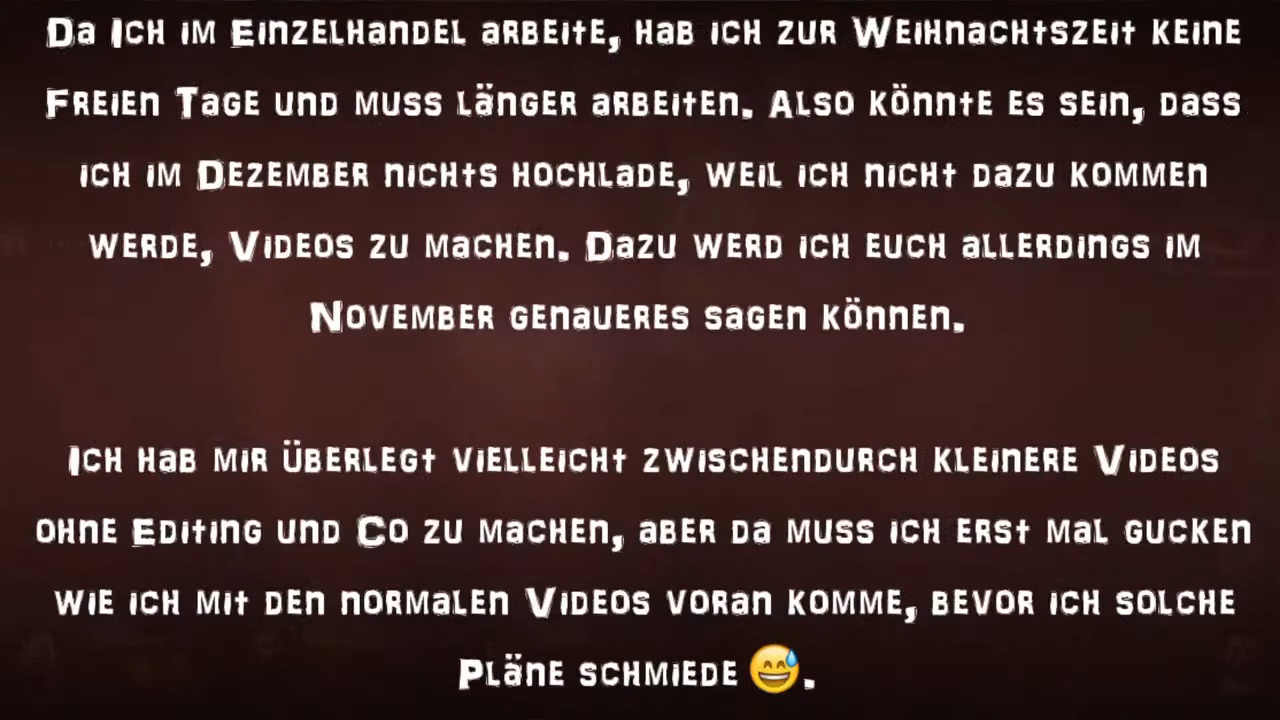 Da Ich im Einzelhandel arbeite, hab ich zur Weihnachtszeit keine
Freien Tage und muss länger arbeiten. Also könnte es sein, dass
ich im Dezember nichts hochlade, weil ich nicht dazu kommen
werde, Videos zu machen. Dazu werd ich euch allerdings im
November genaueres sagen können.
Ich hab mir überlegt vielleicht zwischendurch kleinere Videos
ohne Editing und Co zu machen, aber da muss ich erst mal gucken
wie ich mit den normalen Videos voran komme, bevor ich solche
Pläne schmiede 😅.